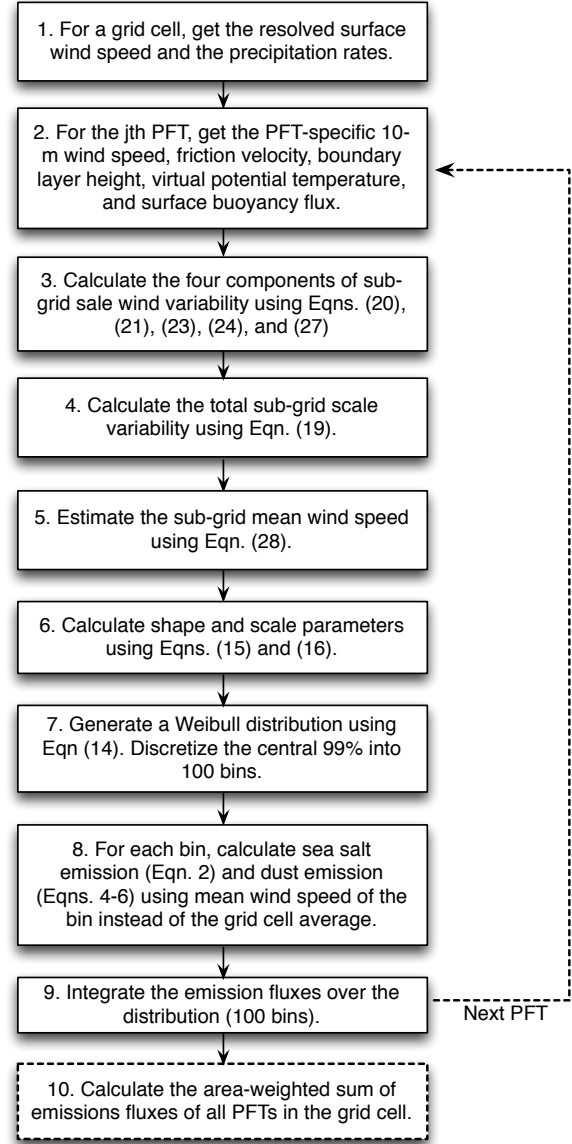 1. For a grid cell, get the resolved surface
wind speed and the precipitation rates.
2. For the jth PFT, get the PFT-specific 10-
m wind speed, friction velocity, boundary
layer height, virtual potential temperature,
and surface buoyancy flux.
3. Calculate the four components of sub-
grid sale wind variability using Eqns. (20),
(21), (23), (24), and (27)
4. Calculate the total sub-grid scale
variability using Eqn. (19).
5. Estimate the sub-grid mean wind speed
using Eqn. (28).
6. Calculate shape and scale parameters
using Eqns. (15) and (16).
7. Generate a Weibull distribution using
Eqn (14). Discretize the central 99% into
100 bins.
8. For each bin, calculate sea salt
emission (Eqn. 2) and dust emission
(Eqns. 4-6) using mean wind speed of the
bin instead of the grid cell average.
9. Integrate the emission fluxes over the
distribution (100 bins).
Next PFT
10. Calculate the area-weighted sum of
emissions fluxes of all PFTs in the grid cell.